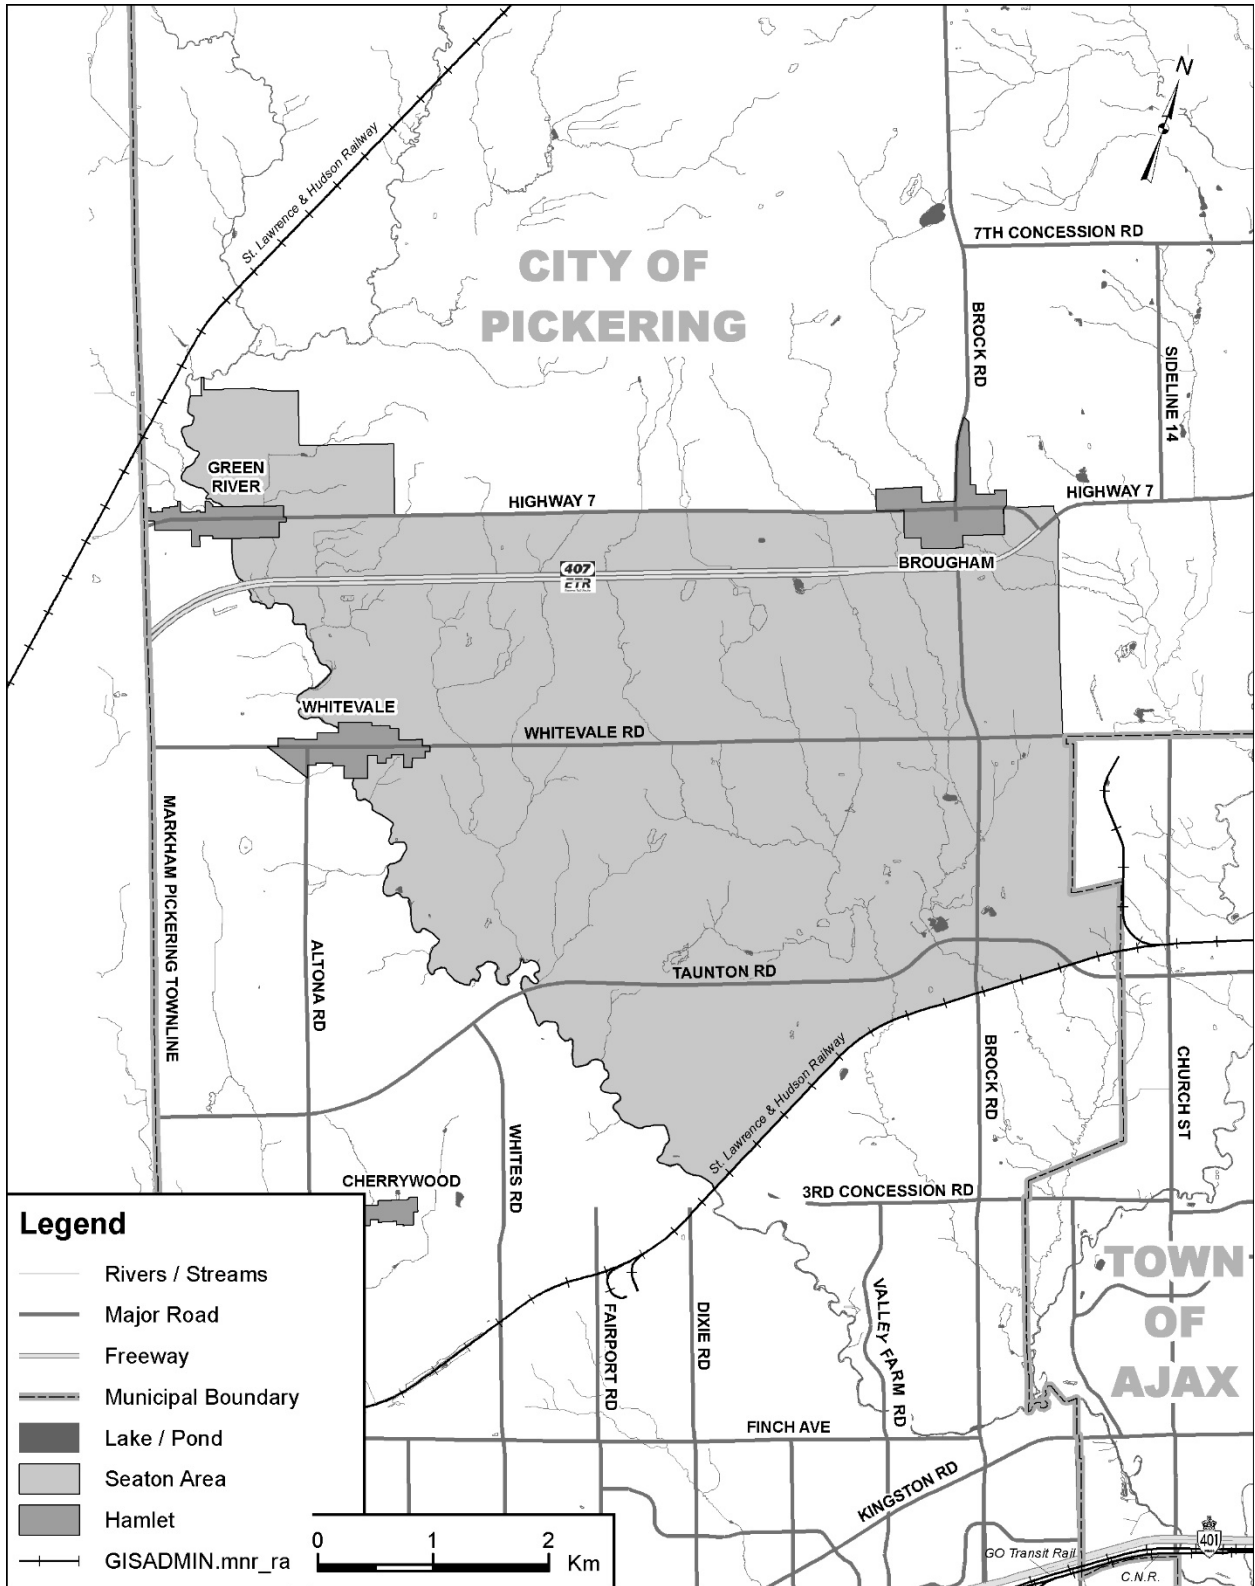 N
St. Lawrence & Hudson Railway
7TH CONCESSION RD
CITY OF
PICKERING
BROCK RD
SIDELINE 14
GREEN
RIVER
HIGHWAY 7
HIGHWAY 7
BROUGHAM
407
ETR
WHITEVALE
WHITEVALE RD
MARKHAM PICKERING TOWNLINE
ALTONA RD
TAUNTON RD
St. Lawrence & Hudson Railway
BROCK RD
CHURCH ST
WHITES RD
CHERRYWOOD
3RD CONCESSION RD
TOWN
OF
AJAX
VALLEY FARM RD
FAIRPORT RD
DIXIE RD
FINCH AVE
KINGSTON RD
GO Transit Rail
C.N.R.
401
Legend
Rivers / Streams
Major Road
Freeway
Municipal Boundary
Lake / Pond
Seaton Area
Hamlet
GISADMIN.mnr_ra
0 1 2
Km